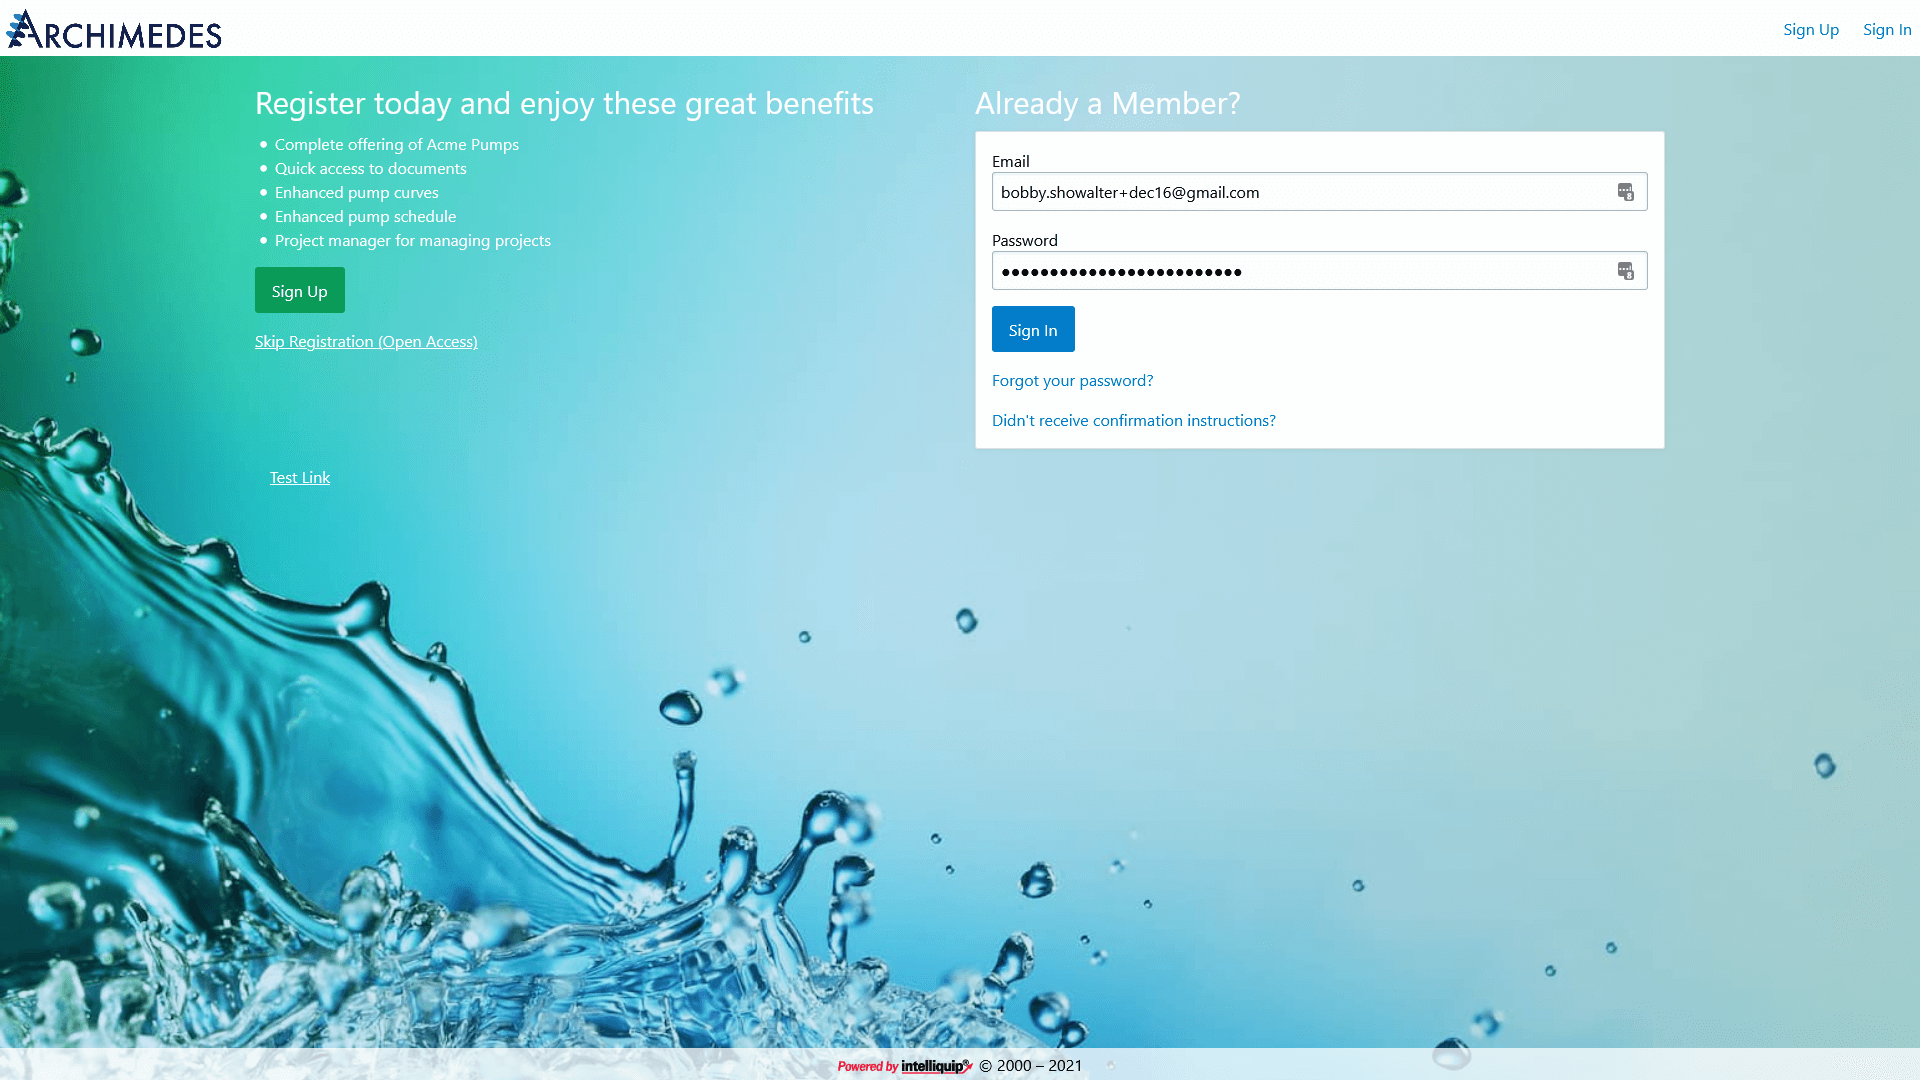 ARCHIMEDES
Sign Up
Sign In
Register today and enjoy these great benefits
Complete offering of Acme Pumps
Quick access to documents
Enhanced pump curves
Enhanced pump schedule
Project manager for managing projects
Sign Up
Skip Registration (Open Access)
Test Link
Already a Member?
Email
bobby.showalter+dec16@gmail.com
Password
Sign In
Forgot your password?
Didn't receive confirmation instructions?
Powered by intelliquip® © 2000 – 2021